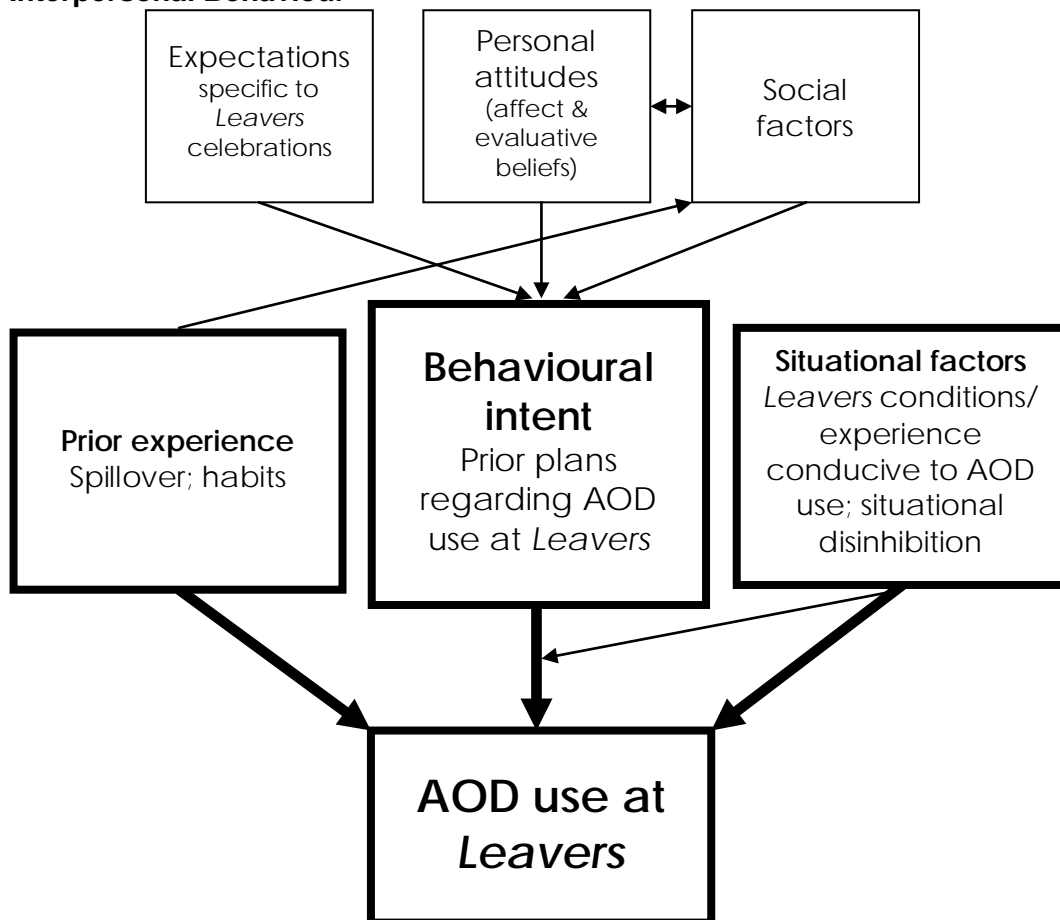 Interpersonal Behaviour
Expectations
specific to
Leavers
celebrations
Personal
attitudes
(affect &
evaluative
beliefs)
Social
factors
Prior experience
Spillover; habits
Behavioural
intent
Prior plans
regarding AOD
use at Leavers
Situational factors
Leavers conditions/
experience
conducive to AOD
use; situational
disinhibition
AOD use at
Leavers